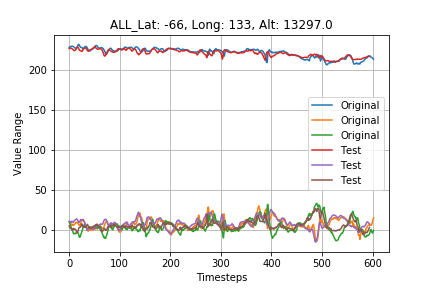 ALL_Lat: -66, Long: 133, Alt: 13297.0
Value Range
200
150
100
50
0
Original
Original
Original
Test
Test
Test
0 100 200 300 400 500 600
Timesteps